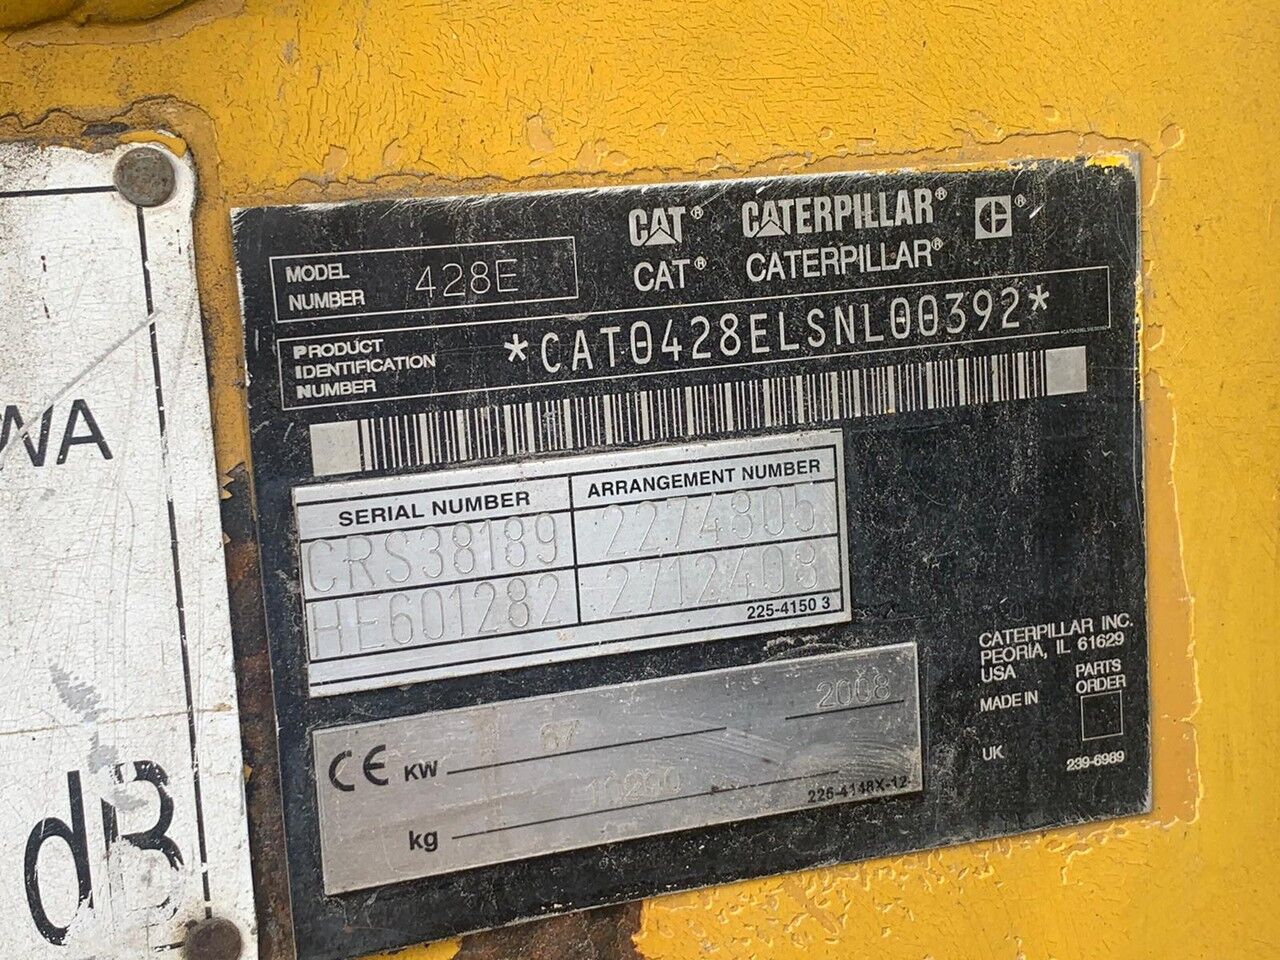 WA
dB
CAT® CATERPILLAR® C®
CAT® CATERPILLAR®
MODEL NUMBER 428E
PRODUCT IDENTIFICATION NUMBER *CAT0428ELSNL00392*
SERIAL NUMBER ARRANGEMENT NUMBER
CRS38189 2274305
HE601282 2712408
225-4150 3
CE KW 67 2008
kg
225-4148X-12
CATERPILLAR INC.
PEORIA, IL 61629
USA
MADE IN
UK
PARTS
ORDER
239-6989